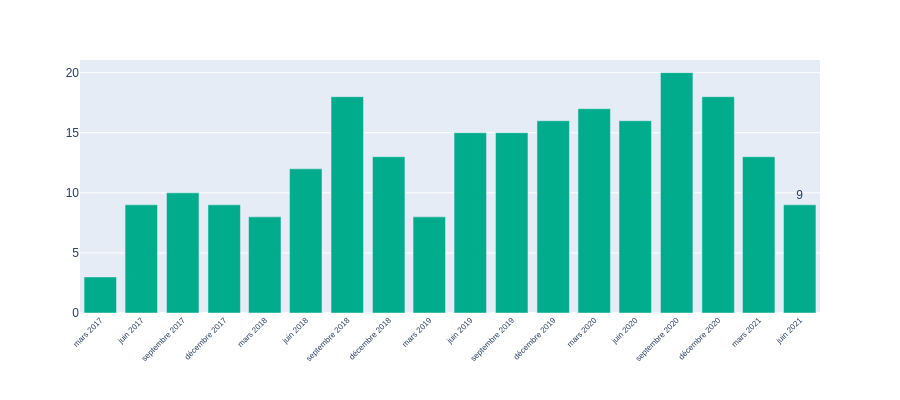 20
15
10
5
0
9
mars 2017
juin 2017
septembre 2017
décembre 2017
mars 2018
juin 2018
septembre 2018
décembre 2018
mars 2019
juin 2019
septembre 2019
décembre 2019
mars 2020
juin 2020
septembre 2020
décembre 2020
mars 2021
juin 2021